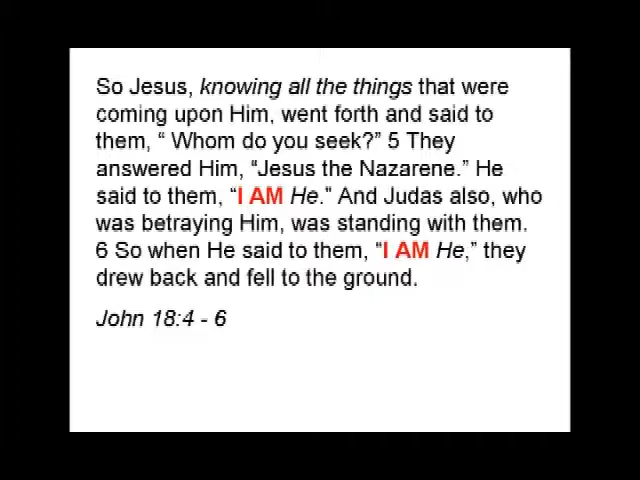 So Jesus, knowing all the things that were
coming upon Him, went forth and said to
them, “ Whom do you seek?” 5 They
answered Him, “Jesus the Nazarene.” He
said to them, “I AM He.” And Judas also, who
was betraying Him, was standing with them.
6 So when He said to them, “I AM He,” they
drew back and fell to the ground.
John 18:4 - 6